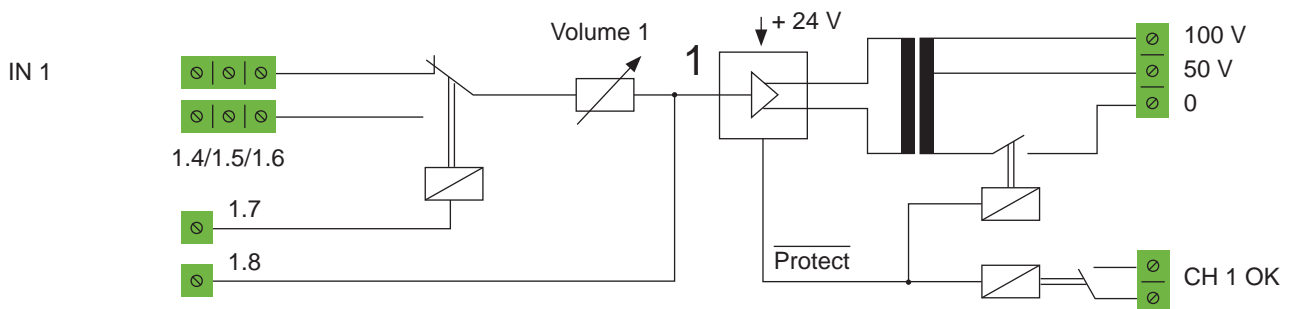 IN 1
Volume 1
1
+ 24 V
100 V
50 V
0
1.4/1.5/1.6
1.7
1.8
Protect
CH 1 OK